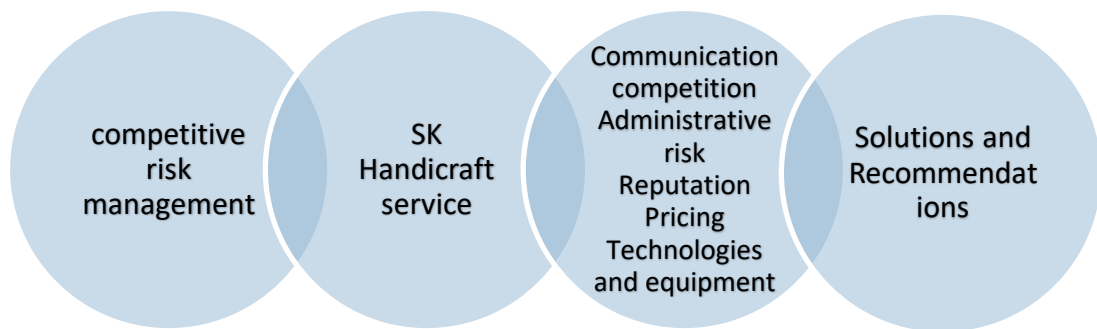 competitive
risk
management
SK
Handicraft
service
Communication
competition
Administrative
risk
Reputation
Pricing
Technologies
and equipment
Solutions and
Recommendat
ions